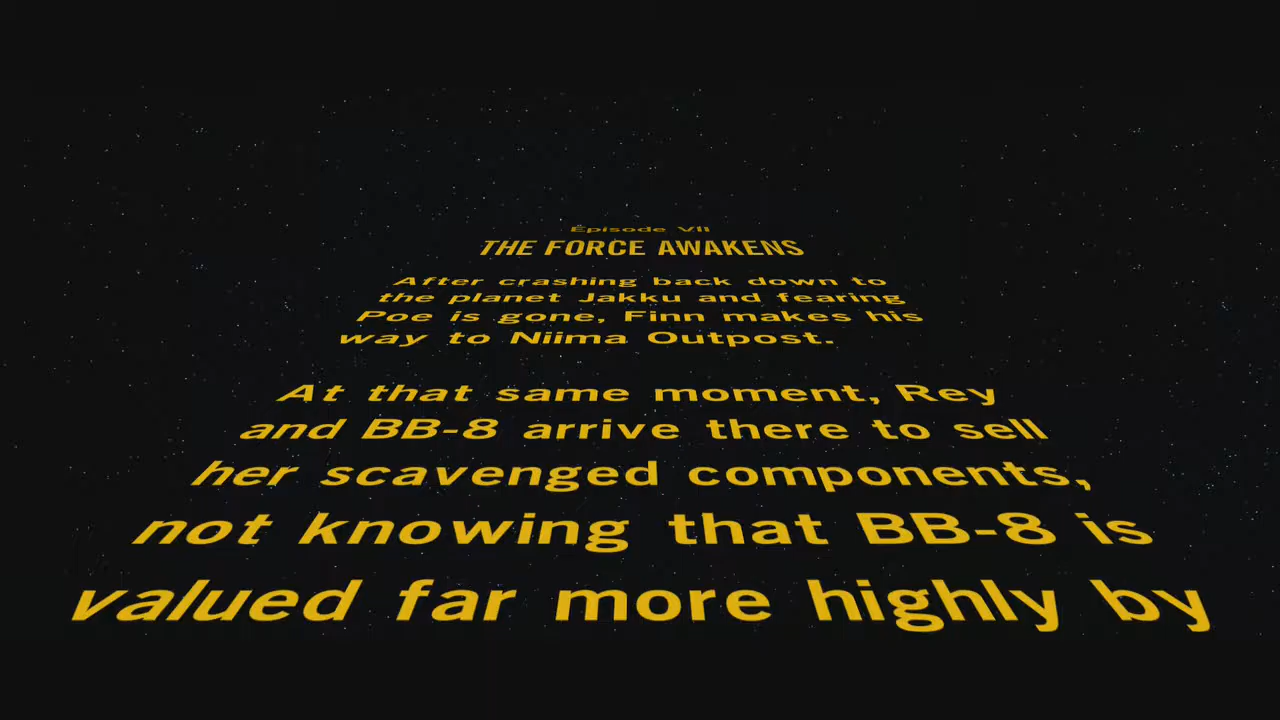 Episode VII
THE FORCE AWAKENS
After crashing back down to
the planet Jakku and fearing
Poe is gone, Finn makes his
way to Niima Outpost.
At that same moment, Rey
and BB-8 arrive there to sell
her scavenged components,
not knowing that BB-8 is
valued far more highly by